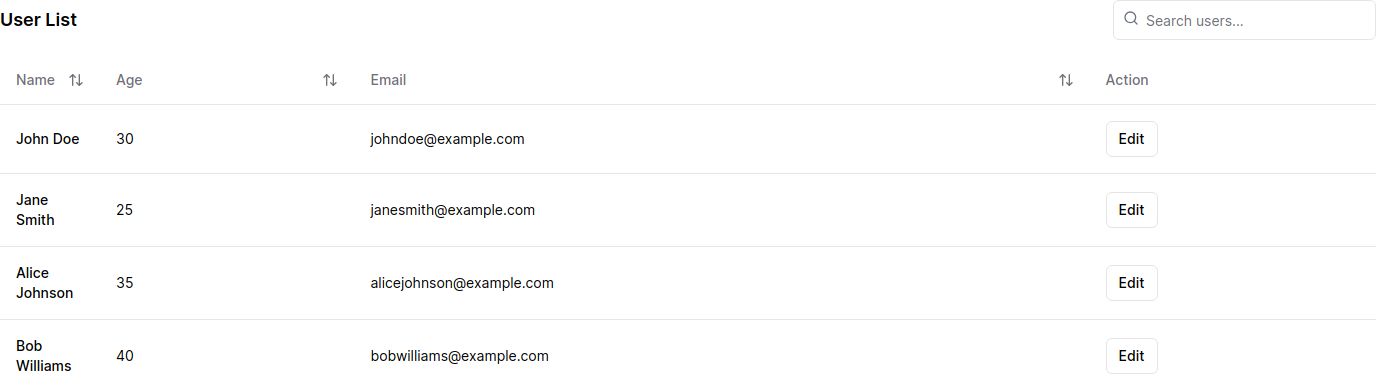 User List
Search users...
Name Age Email Action
John Doe 30 johndoe@example.com Edit
Jane
Smith 25 janesmith@example.com Edit
Alice
Johnson 35 alicejohnson@example.com Edit
Bob
Williams 40 bobwilliams@example.com Edit